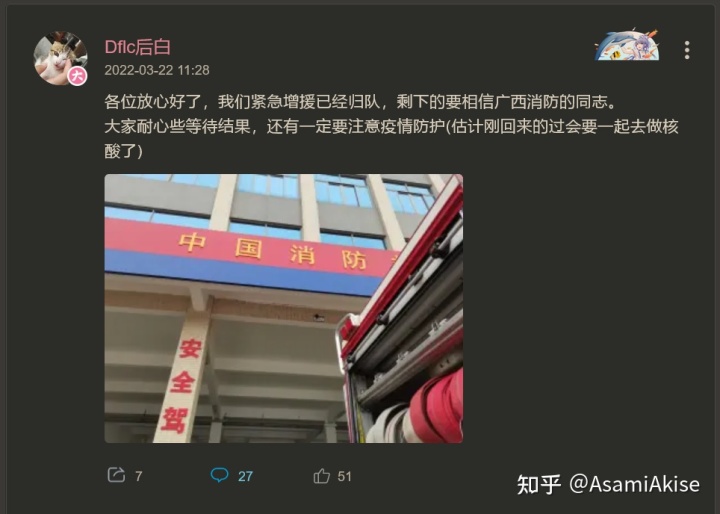 Dflc后白
大
2022-03-22 11:28
各位放心好了，我们紧急增援已经归队，剩下的要相信广西消防的同志。
大家耐心些等待结果，还有一定要注意疫情防护(估计刚回来的过会要一起去做核
酸了)
中国消防
安全驾
7
27
51
知乎 @AsamiAkise